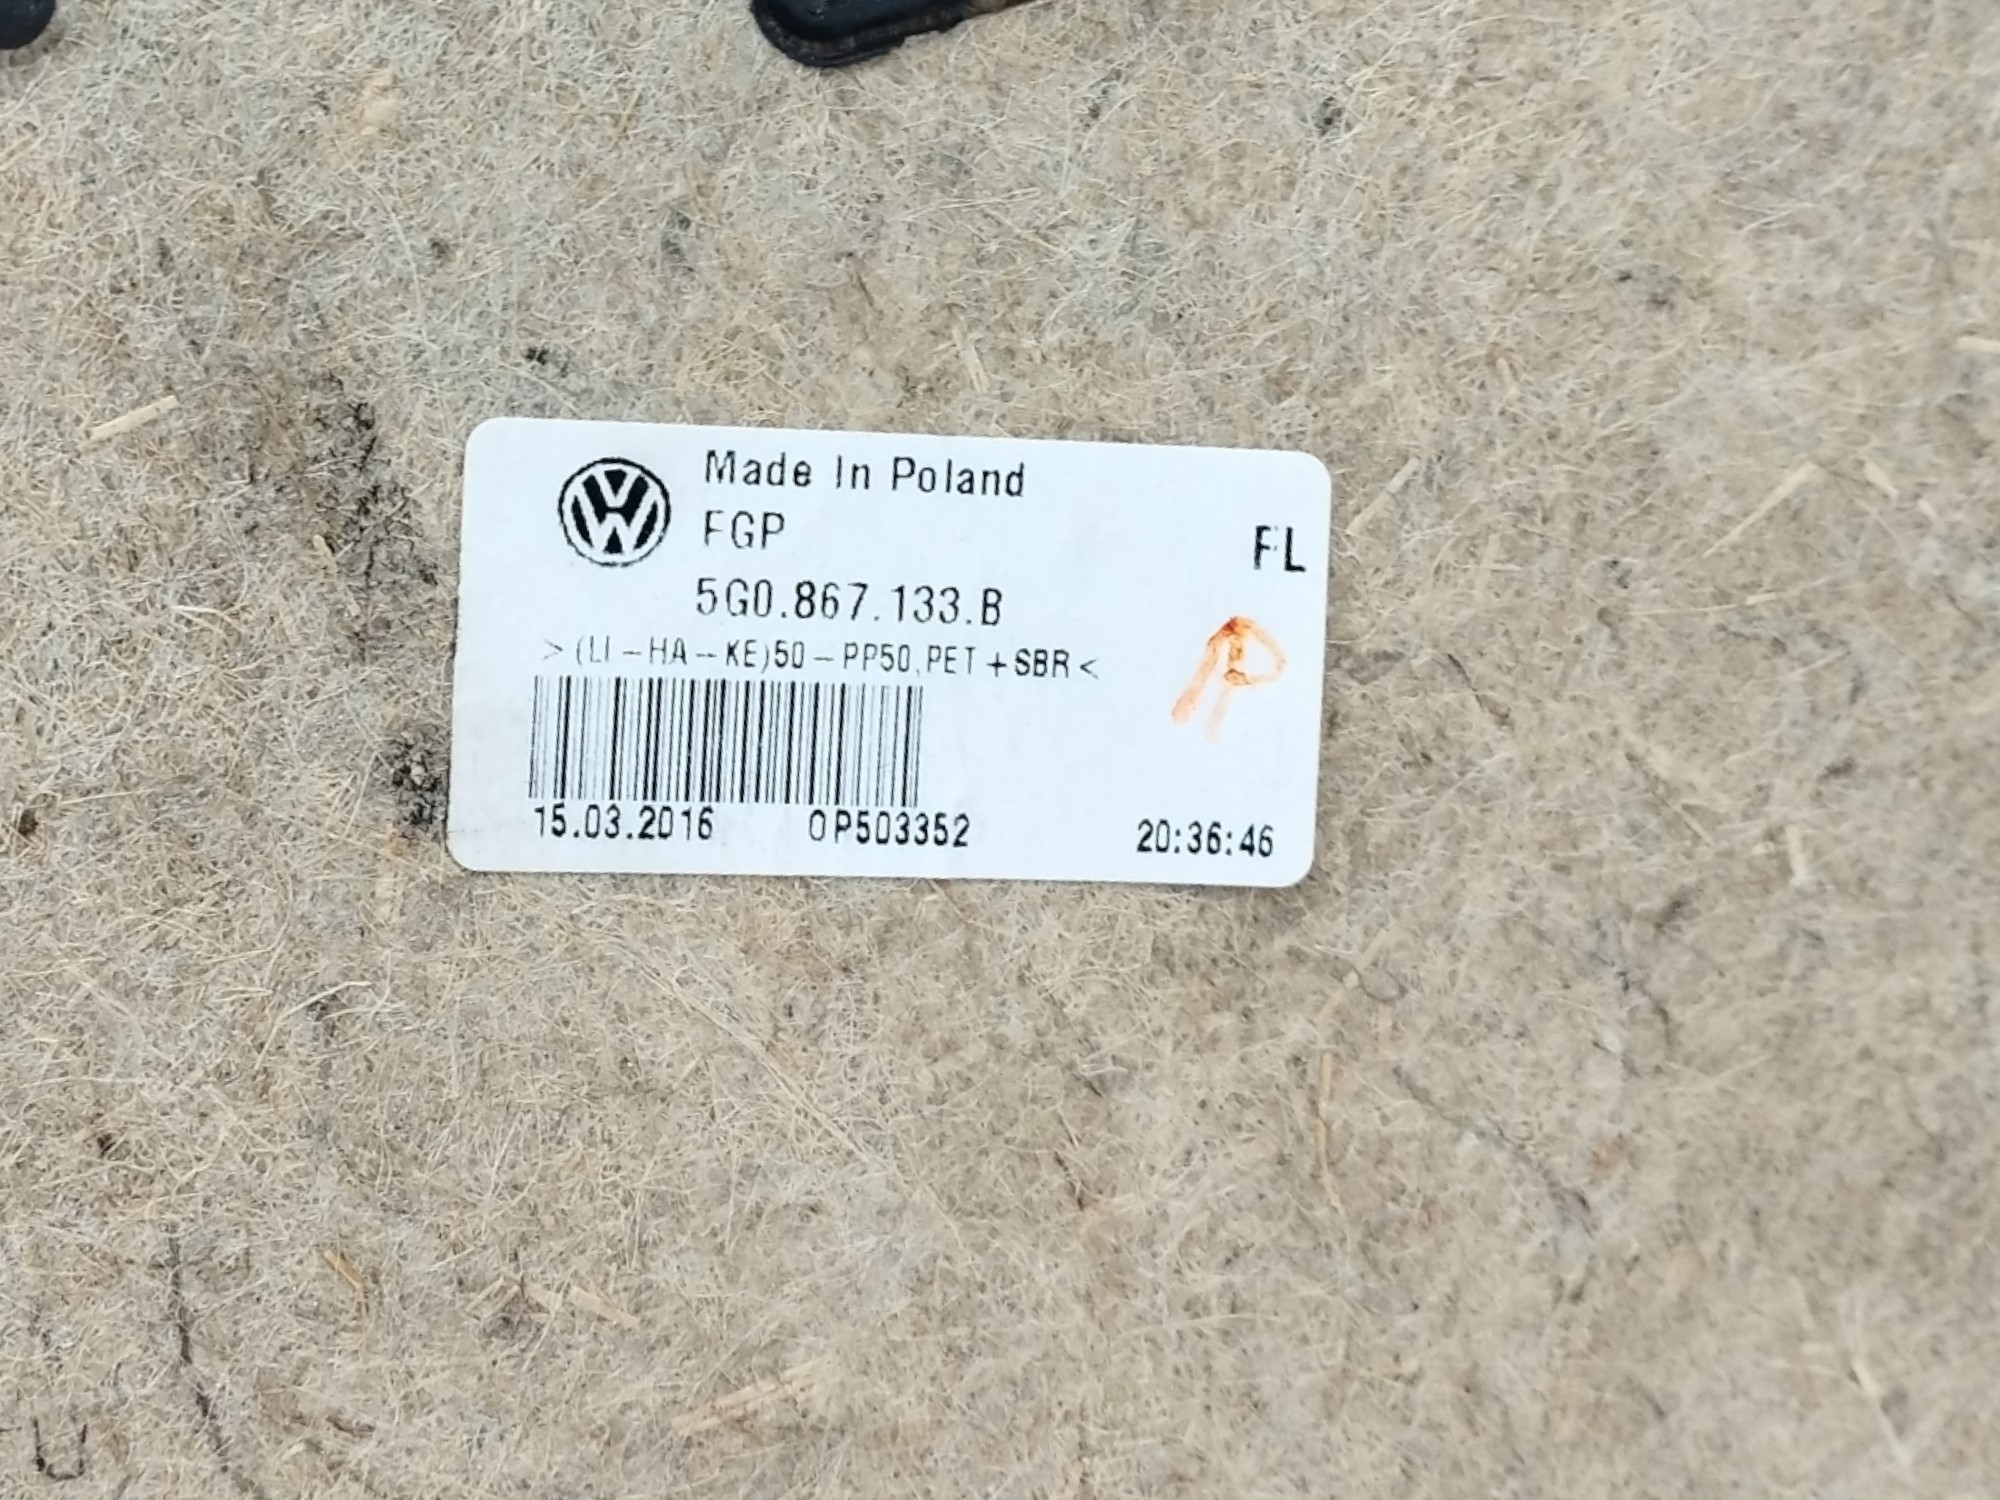 Made In Poland
FGP
FL
5G0.867.133.B
>(LI-HA--KE)50-PP50,PET+SBR<
15.03.2016 OP503352 20:36:46